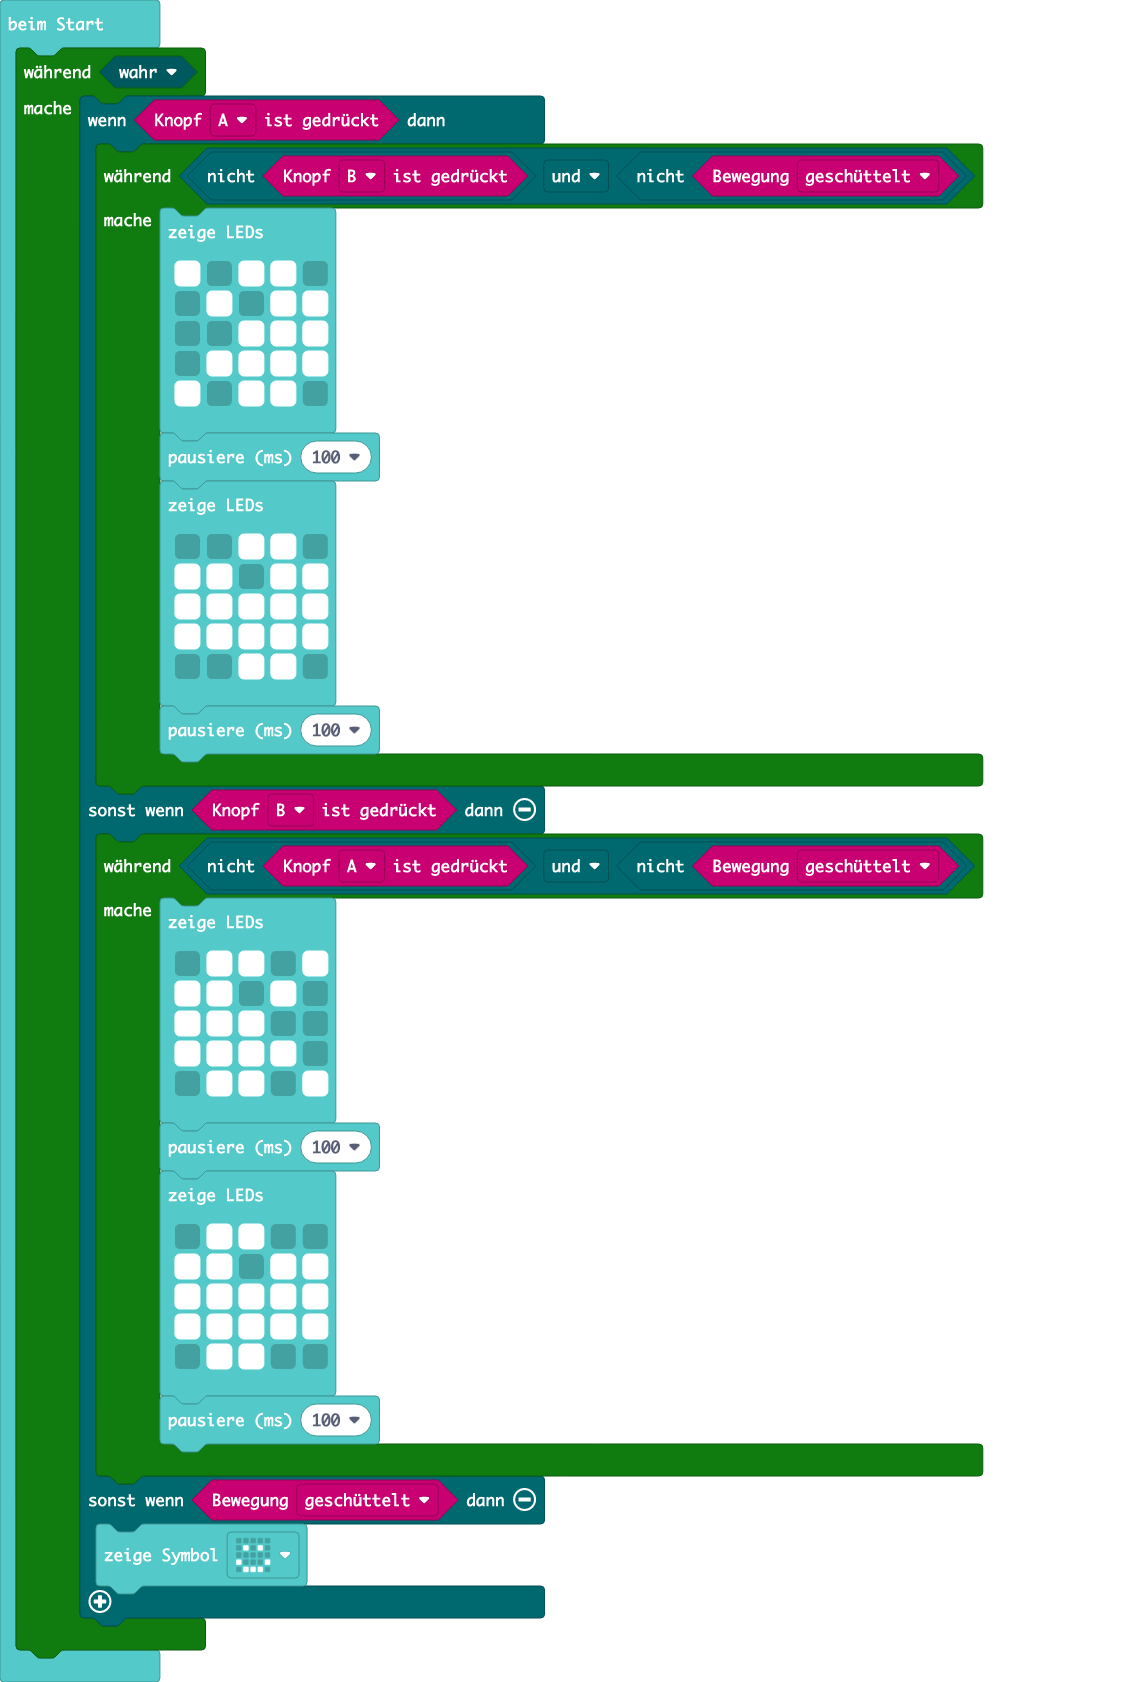 beim Start
während wahr
mache
wenn Knopf A ist gedrückt dann
während nicht Knopf B ist gedrückt und nicht Bewegung geschüttelt
mache
zeige LEDs
pausiere (ms) 100
zeige LEDs
pausiere (ms) 100
sonst wenn Knopf B ist gedrückt dann
während nicht Knopf A ist gedrückt und nicht Bewegung geschüttelt
mache
zeige LEDs
pausiere (ms) 100
zeige LEDs
pausiere (ms) 100
sonst wenn Bewegung geschüttelt dann
zeige Symbol